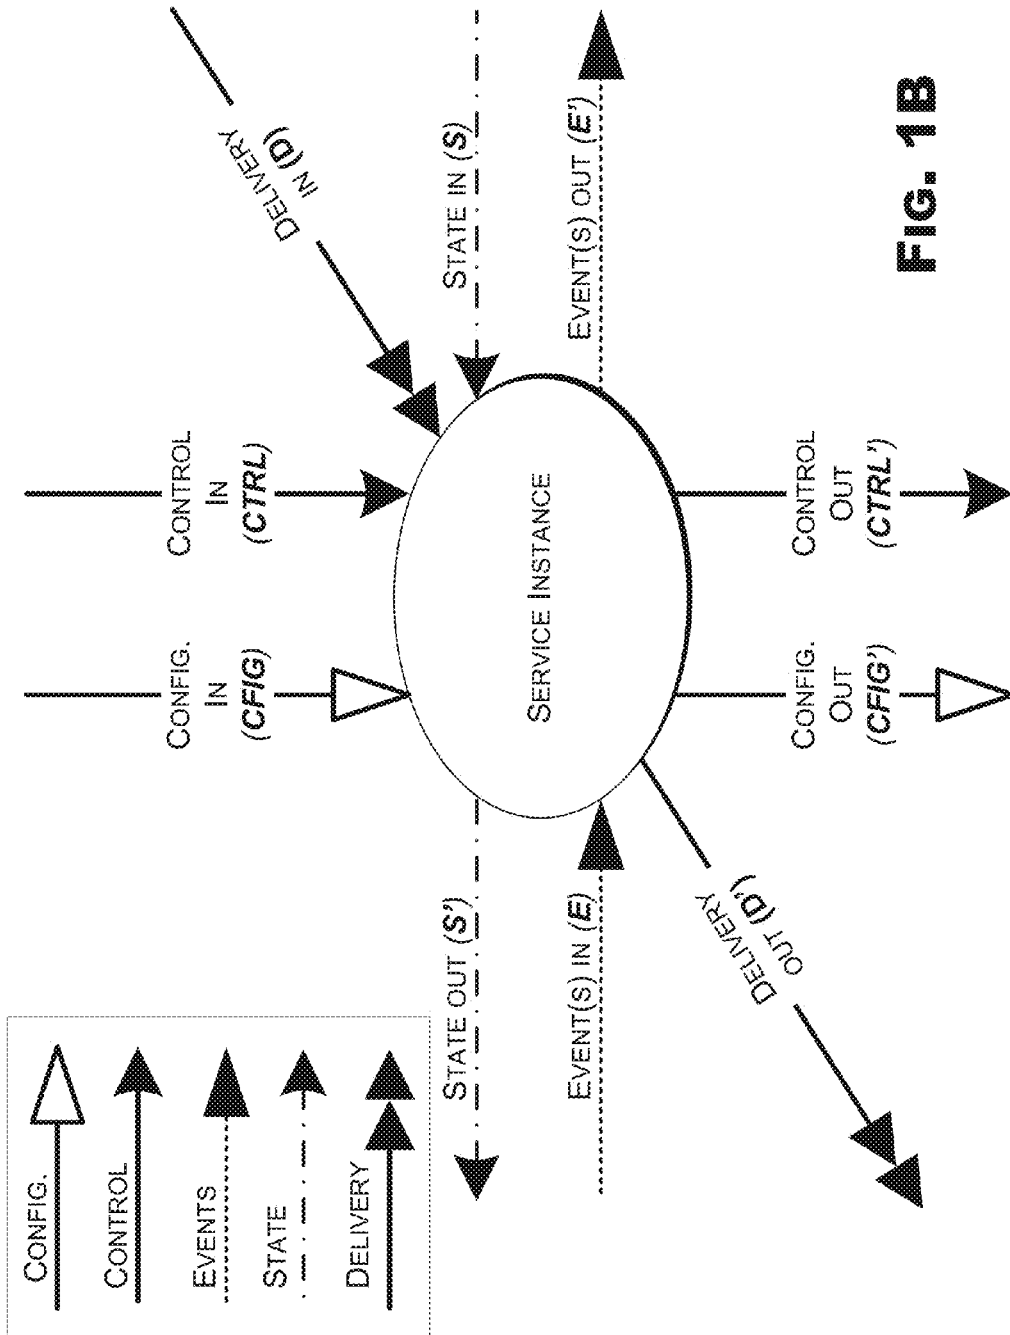 CONFIG.
CONTROL
EVENTS
STATE
DELIVERY
CONFIG.
IN
(CFIG)
CONTROL
IN
(CTRL)
DELIVERY
IN (D)
STATE OUT (S')
STATE IN (S)
SERVICE INSTANCE
EVENT(S) IN (E)
EVENT(S) OUT (E')
DELIVERY
OUT (D')
CONFIG.
OUT
(CFIG')
CONTROL
OUT
(CTRL')
FIG. 1B